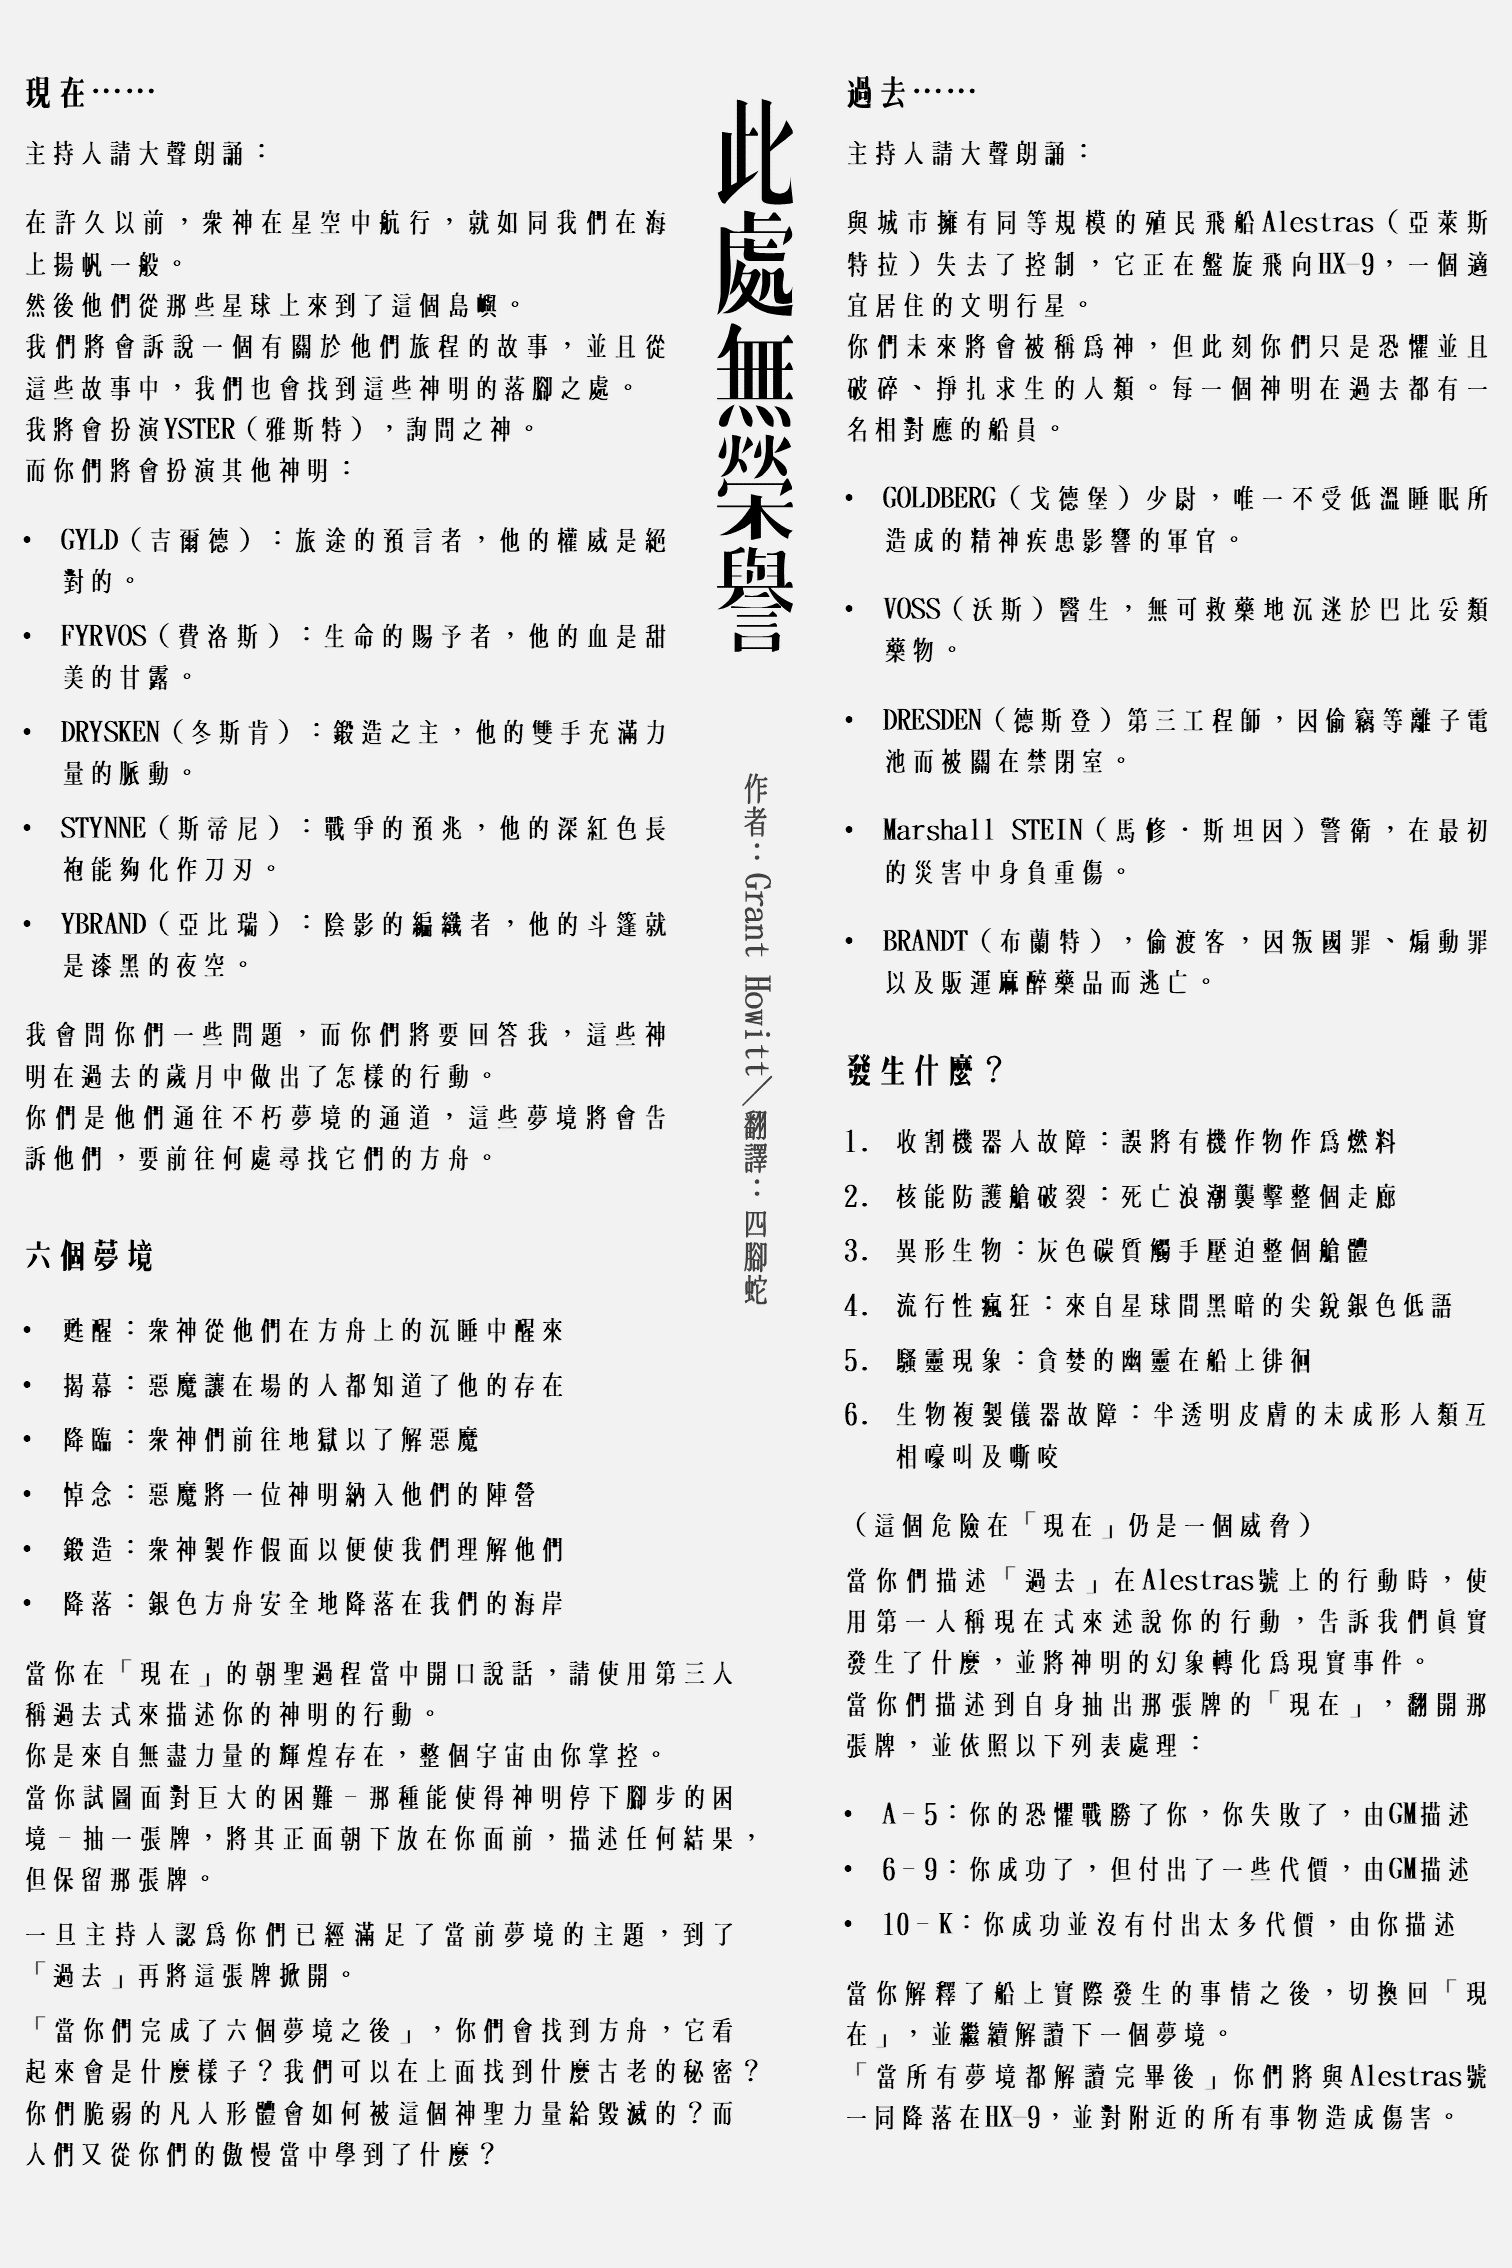 現在……
主持人請大聲朗誦：
在許久以前，眾神在星空中航行，就如同我們在海
上揚帆一般。
然後他們從那些星球上來到了這個島嶼。
我們將會訴說一個有關於他們旅程的故事，並且從
這些故事中，我們也會找到這些神明的落腳之處。
我將會扮演YSTER（雅斯特），詢問之神。
而你們將會扮演其他神明：
• GYLD（吉爾德）：旅途的預言者，他的權威是絕
對的。
• FYRVOS（費洛斯）：生命的賜予者，他的血是甜
美的甘露。
• DRYSKEN（冬斯肯）：鍛造之主，他的雙手充滿力
量的脈動。
• STYNNE（斯帝尼）：戰爭的預兆，他的深紅色長
袍能夠化作刀刃。
• YBRAND（亞比瑞）：陰影的編織者，他的斗篷就
是漆黑的夜空。
我會問你們一些問題，而你們將要回答我，這些神
明在過去的歲月中做出了怎樣的行動。
你們是他們通往不朽夢境的通道，這些夢境將會告
訴他們，要前往何處尋找它們的方舟。
六個夢境
• 甦醒：眾神從他們在方舟上的沉睡中醒來
• 揭幕：惡魔讓在場的人都知道了他的存在
• 降臨：眾神們前往地獄以了解惡魔
• 悼念：惡魔將一位神明納入他們的陣營
• 鍛造：眾神製作假面以便使我們理解他們
• 降落：銀色方舟安全地降落在我們的海岸
當你在「現在」的朝聖過程當中開口說話，請使用第三人
稱過去式來描述你的神明的行動。
你是來自無盡力量的輝煌存在，整個宇宙由你掌控。
當你試圖面對巨大的困難–那種能使得神明停下腳步的困
境–抽一張牌，將其正面朝下放在你面前，描述任何結果，
但保留那張牌。
一旦主持人認為你們已經滿足了當前夢境的主題，到了
「過去」再將這張牌掀開。
「當你們完成了六個夢境之後」，你們會找到方舟，它看
起來會是什麼樣子？我們可以在上面找到什麼古老的秘密？
你們脆弱的凡人形體會如何被這個神聖力量給毀滅的？而
人們又從你們的傲慢當中學到了什麼？
此處無榮譽
作者：Grant Howitt／翻譯：四腳蛇
過去……
主持人請大聲朗誦：
與城市擁有同等規模的殖民飛船Alestras（亞萊斯
特拉）失去了控制，它正在盤旋飛向HX-9，一個適
宜居住的文明行星。
你們未來將會被稱為神，但此刻你們只是恐懼並且
破碎、掙扎求生的人類。每一個神明在過去都有一
名相對應的船員。
• GOLDBERG（戈德堡）少尉，唯一不受低溫睡眠所
造成的精神疾患影響的軍官。
• VOSS（沃斯）醫生，無可救藥地沉迷於巴比妥類
藥物。
• DRESDEN（德斯登）第三工程師，因偷竊等離子電
池而被關在禁閉室。
• Marshall STEIN（馬修．斯坦因）警衛，在最初
的災害中身負重傷。
• BRANDT（布蘭特），偷渡客，因叛國罪、煽動罪
以及販運麻醉藥品而逃亡。
發生什麼？
1. 收割機器人故障：誤將有機作物作為燃料
2. 核能防護艙破裂：死亡浪潮襲擊整個走廊
3. 異形生物：灰色碳質觸手壓迫整個艙體
4. 流行性瘋狂：來自星球間黑暗的尖銳銀色低語
5. 騷靈現象：貪婪的幽靈在船上徘徊
6. 生物複製儀器故障：半透明皮膚的未成形人類互
相嚎叫及嘶咬
（這個危險在「現在」仍是一個威脅）
當你們描述「過去」在Alestras號上的行動時，使
用第一人稱現在式來述說你的行動，告訴我們真實
發生了什麼，並將神明的幻象轉化為現實事件。
當你們描述到自身抽出那張牌的「現在」，翻開那
張牌，並依照以下列表處理：
• A–5：你的恐懼戰勝了你，你失敗了，由GM描述
• 6–9：你成功了，但付出了一些代價，由GM描述
• 10–K：你成功並沒有付出太多代價，由你描述
當你解釋了船上實際發生的事情之後，切換回「現
在」，並繼續解讀下一個夢境。
「當所有夢境都解讀完畢後」你們將與Alestras號
一同降落在HX-9，並對附近的所有事物造成傷害。